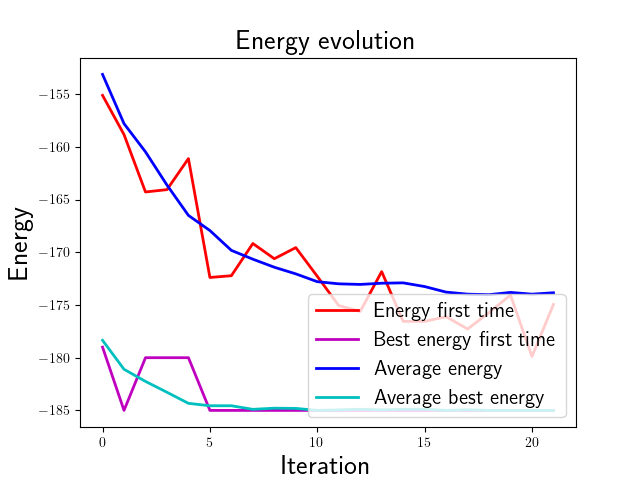 Energy evolution
Energy
−155
−160
−165
−170
−175
−180
−185
0
5
10
15
20
Iteration
Energy first time
Best energy first time
Average energy
Average best energy